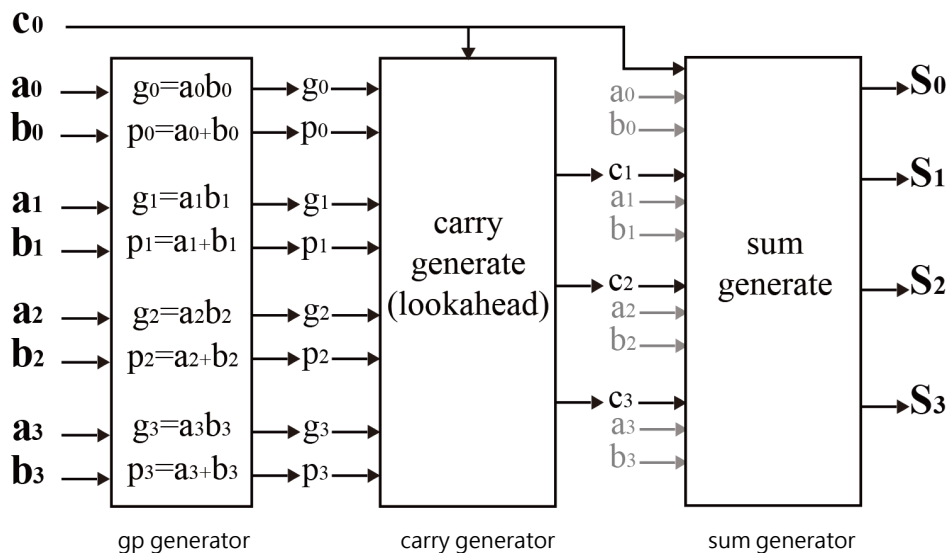 c0
a0 g0=a0b0 g0 a0 S0
b0 p0=a0+b0 p0 b0
a1 g1=a1b1 g1 c1 a1 S1
b1 p1=a1+b1 p1 b1
carry generate (lookahead)
sum generate
a2 g2=a2b2 g2 c2 a2 S2
b2 p2=a2+b2 p2 b2
a3 g3=a3b3 g3 c3 a3 S3
b3 p3=a3+b3 p3 b3
gp generator carry generator sum generator